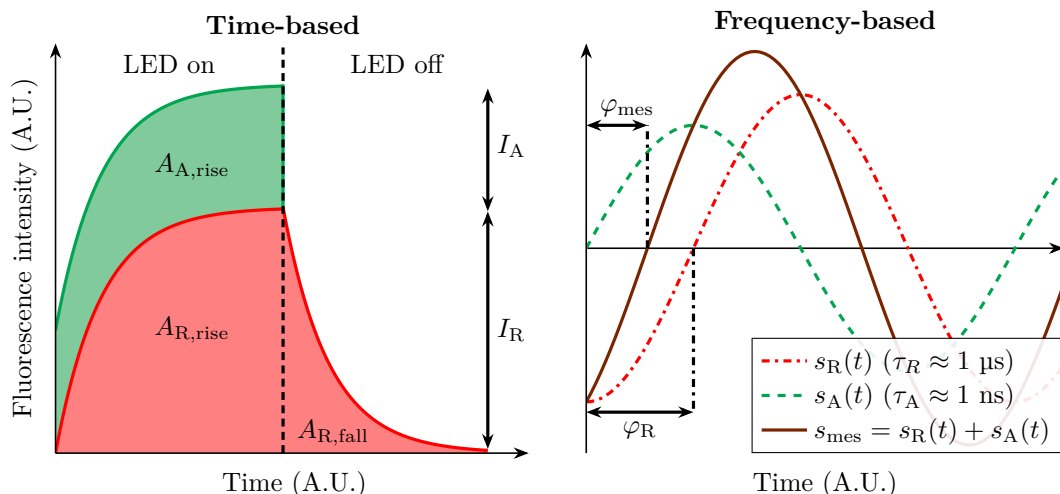 Time-based
LED on
LED off
Fluorescence intensity (A.U.)
A_A,rise
A_R,rise
A_R,fall
I_A
I_R
Time (A.U.)
Frequency-based
φ_mes
φ_R
s_R(t) (τ_R ≈ 1 µs)
s_A(t) (τ_A ≈ 1 ns)
s_mes = s_R(t) + s_A(t)
Time (A.U.)